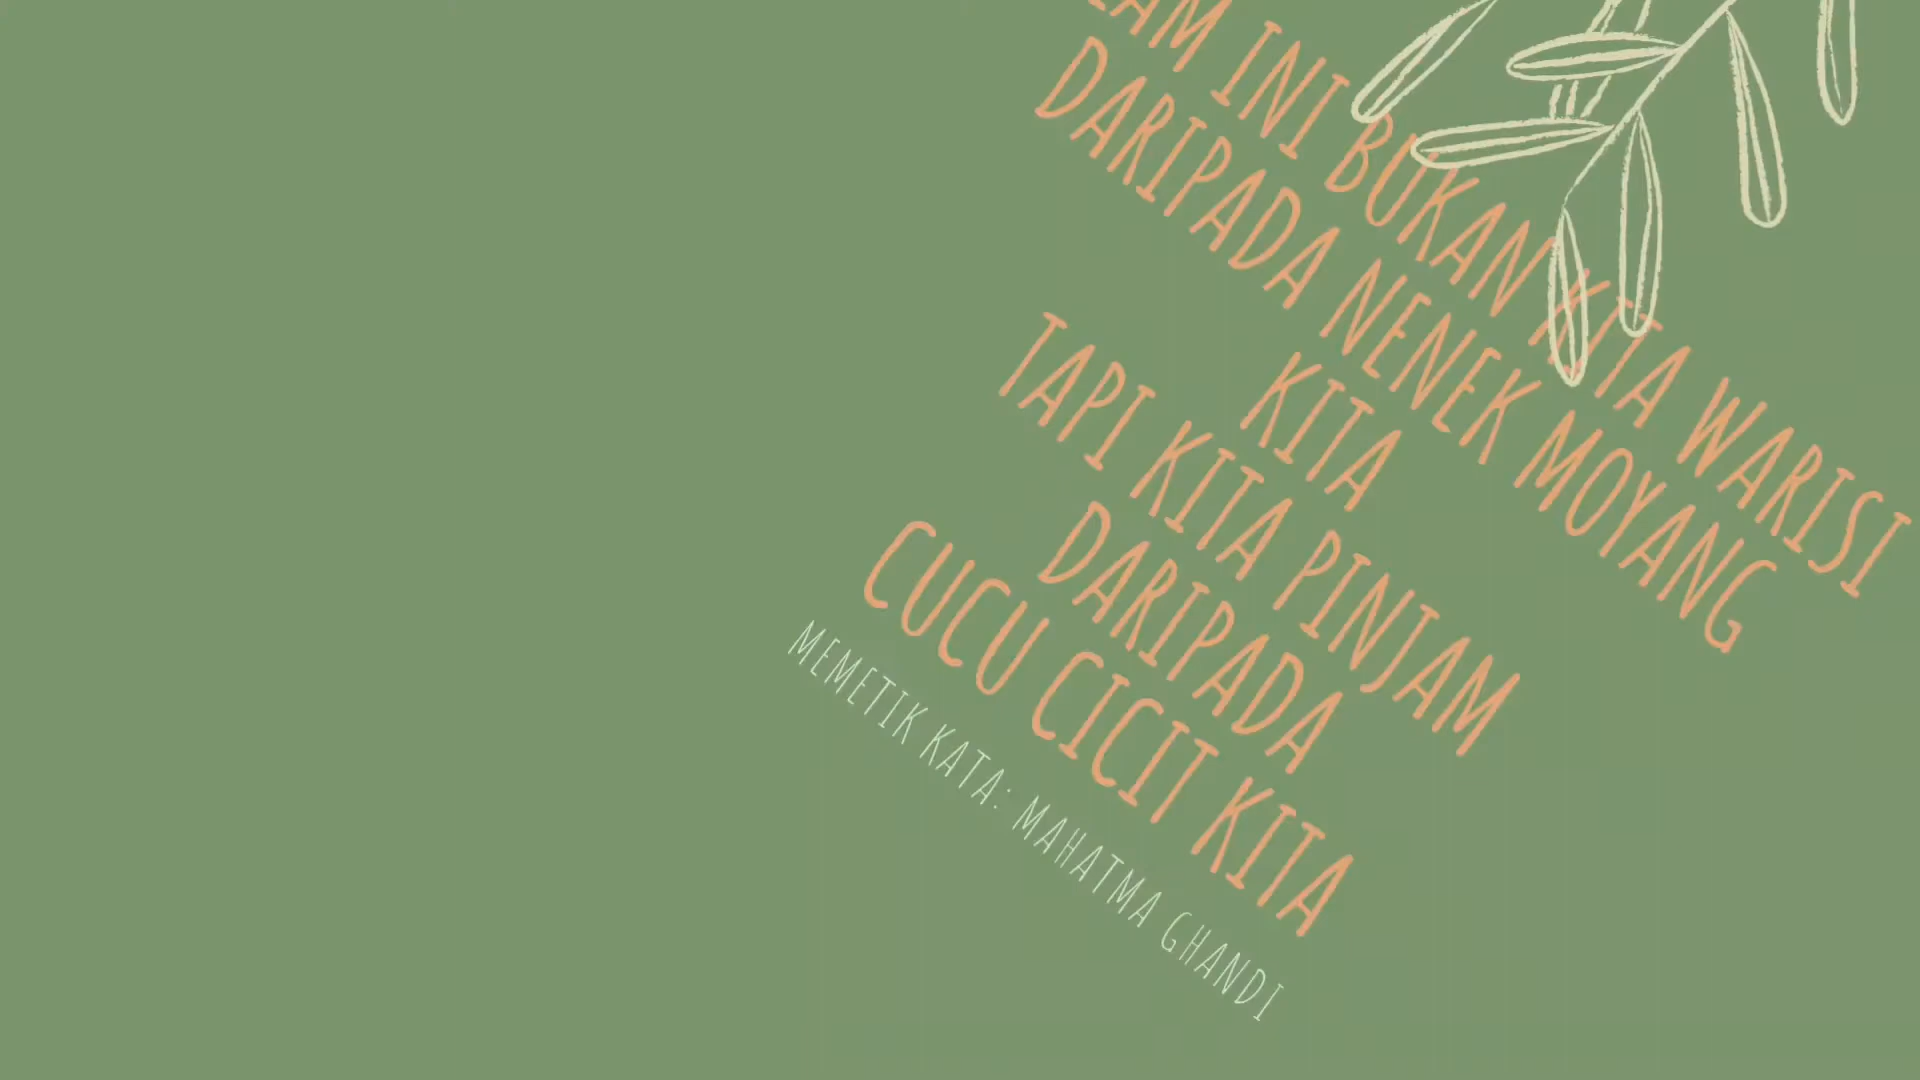 INI BUKAN KITA WARISI
DARIPADA NENEK MOYANG
KITA
TAPI KITA PINJAM
DARIPADA
CUCU CICIT KITA
MEMETIK KATA: MAHATMA GHANDI